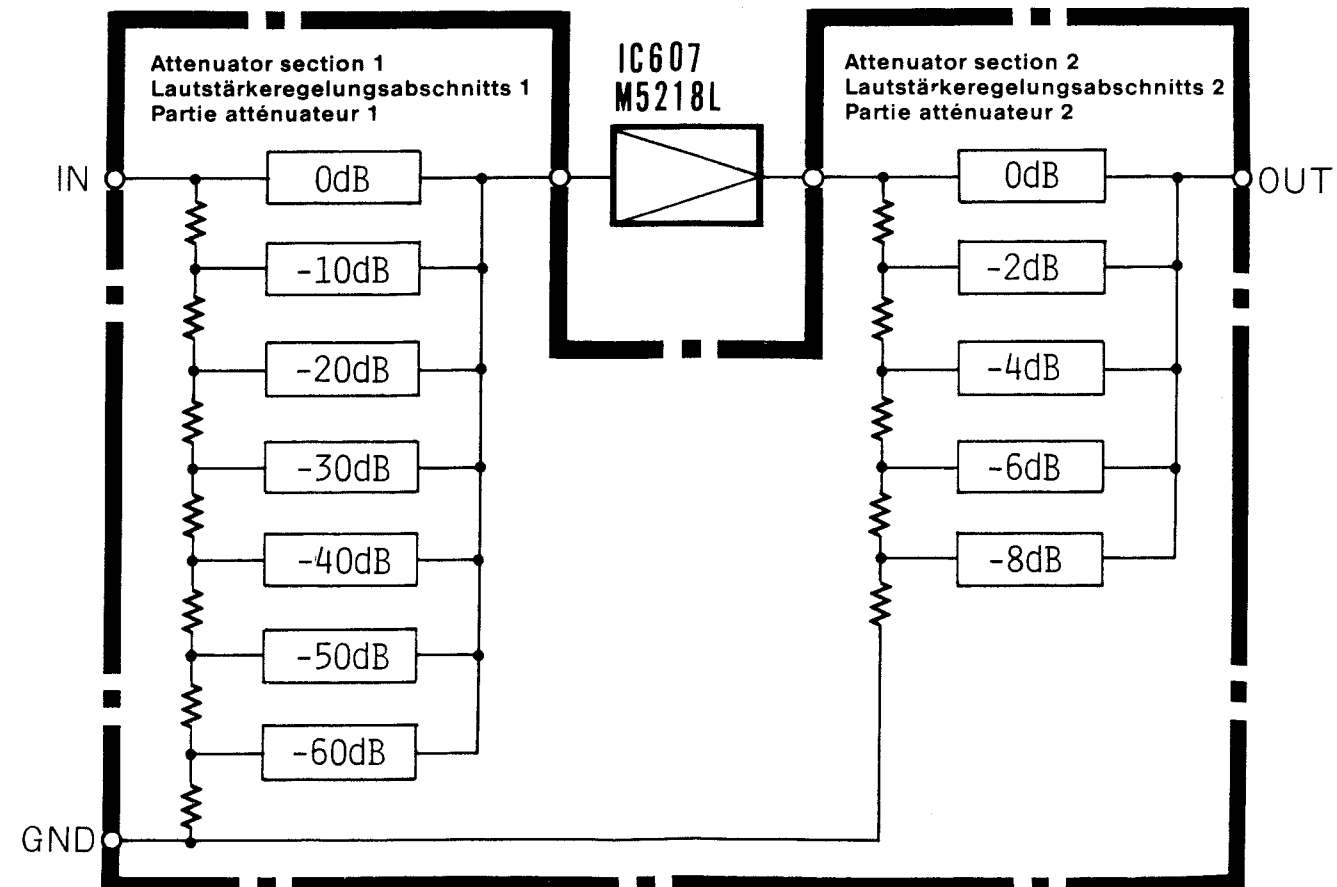 Attenuator section 1
Lautstärkeregelungsabschnitts 1
Partie atténuateur 1
IC607
M5218L
Attenuator section 2
Lautstärkeregelungsabschnitts 2
Partie atténuateur 2
IN
0dB
-10dB
-20dB
-30dB
-40dB
-50dB
-60dB
GND
0dB
-2dB
-4dB
-6dB
-8dB
OUT